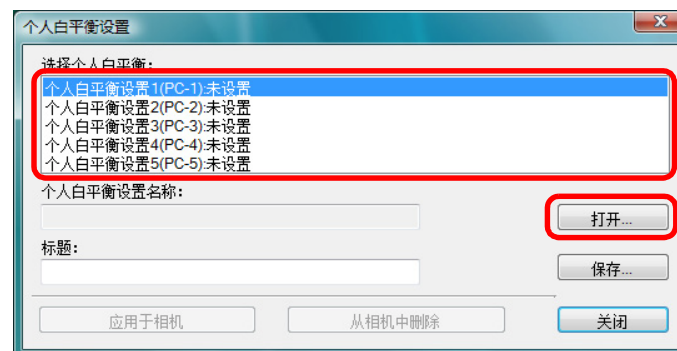 个人白平衡设置
选择个人白平衡:
个人白平衡设置1(PC-1):未设置
个人白平衡设置2(PC-2):未设置
个人白平衡设置3(PC-3):未设置
个人白平衡设置4(PC-4):未设置
个人白平衡设置5(PC-5):未设置
个人白平衡设置名称:
打开...
标题:
保存...
应用于相机
从相机中删除
关闭